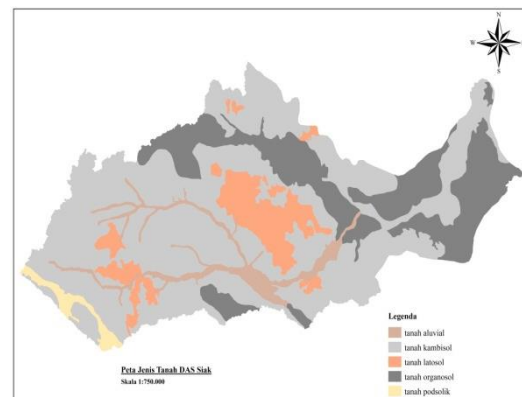 N
W
E
S
Legenda
tanah aluvial
tanah kambisol
tanah latosol
tanah organosol
tanah podsolik
Peta Jenis Tanah DAS Siak
Skala 1:750.000